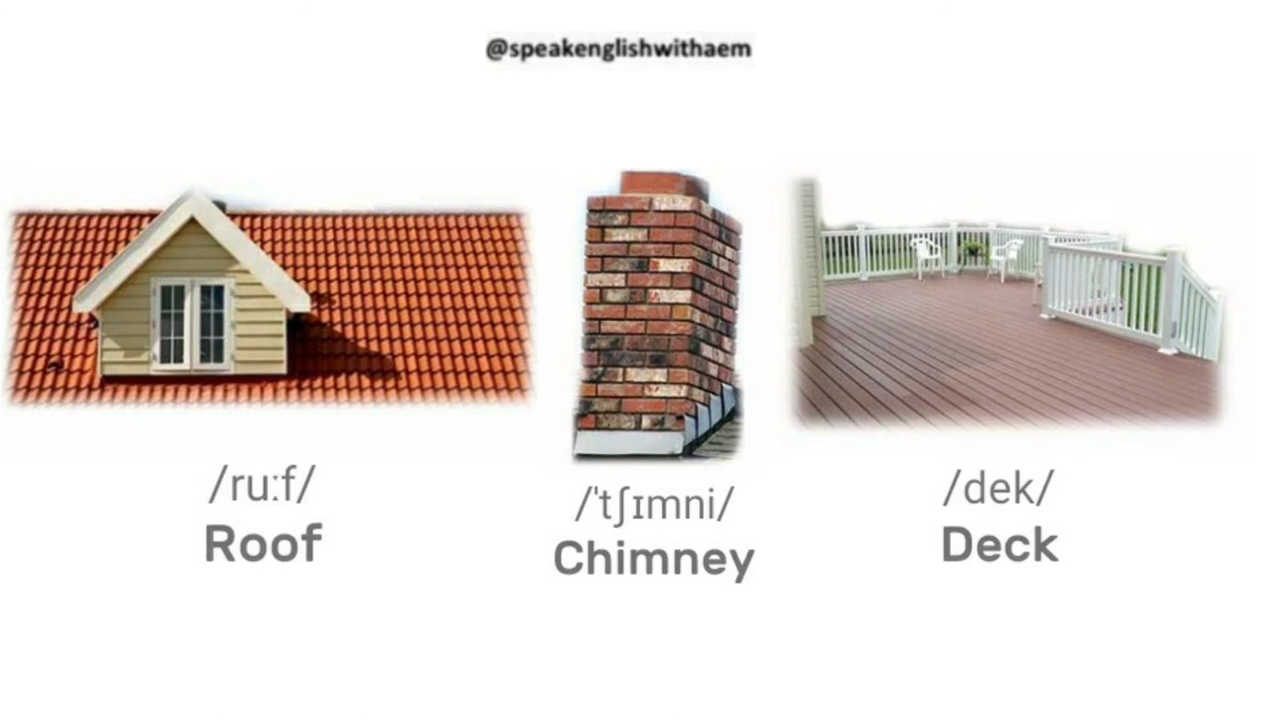 @speakenglishwithaem
/ruːf/
Roof
/ˈtʃɪmni/
Chimney
/dek/
Deck